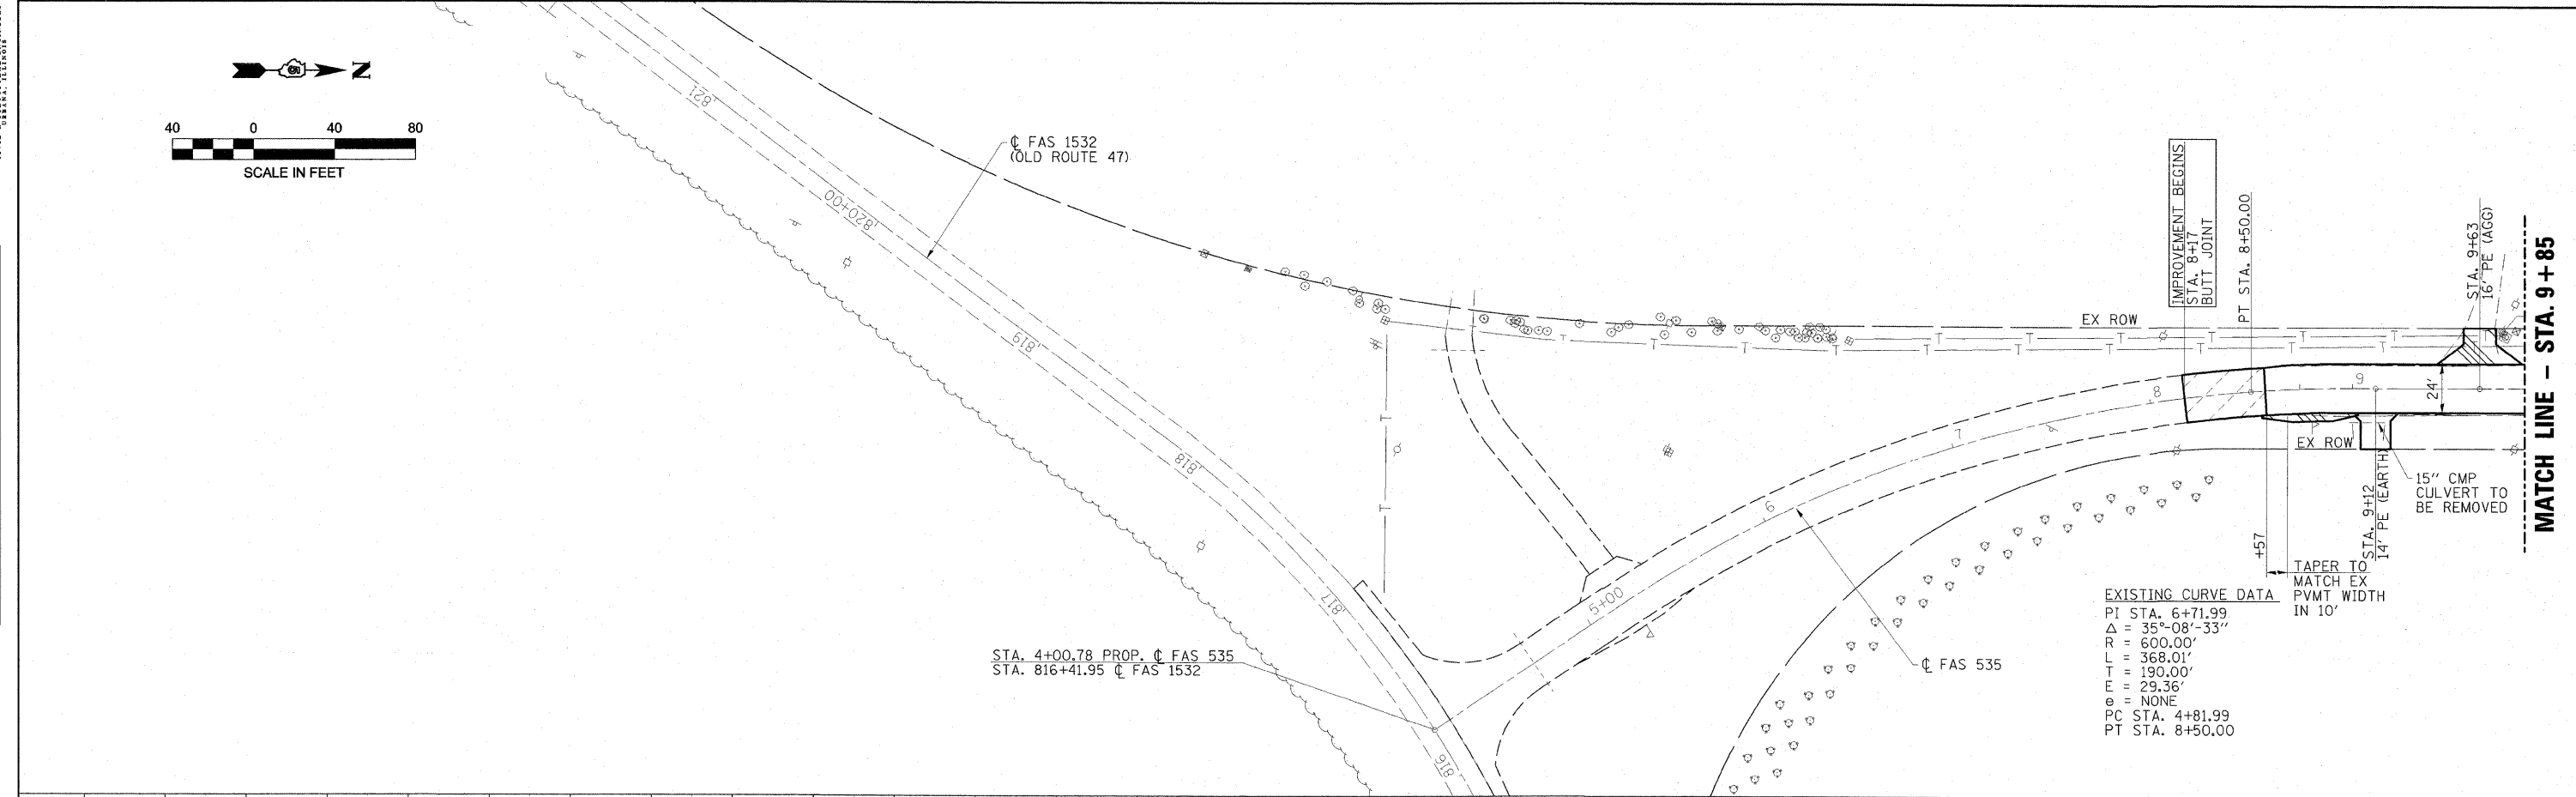 URBANA, ILLINOIS
N
40 0 40 80
SCALE IN FEET
℄ FAS 1532
(OLD ROUTE 47)
821
820+00
819
818
817
816
STA. 4+00.78 PROP. ℄ FAS 535
STA. 816+41.95 ℄ FAS 1532
5+00
6
7
8
9
℄ FAS 535
T T T
T T T T T T T T T T T T
EX ROW
IMPROVEMENT BEGINS
STA. 8+17
BUTT JOINT
PT STA. 8+50.00
STA. 9+63
16' PE (AGG)
24'
EX ROW
15" CMP
CULVERT TO
BE REMOVED
STA. 9+12
14' PE (EARTH)
+57
TAPER TO
MATCH EX
PVMT WIDTH
IN 10'
EXISTING CURVE DATA
PI STA. 6+71.99
Δ = 35°-08'-33"
R = 600.00'
L = 368.01'
T = 190.00'
E = 29.36'
e = NONE
PC STA. 4+81.99
PT STA. 8+50.00
MATCH LINE - STA. 9+85